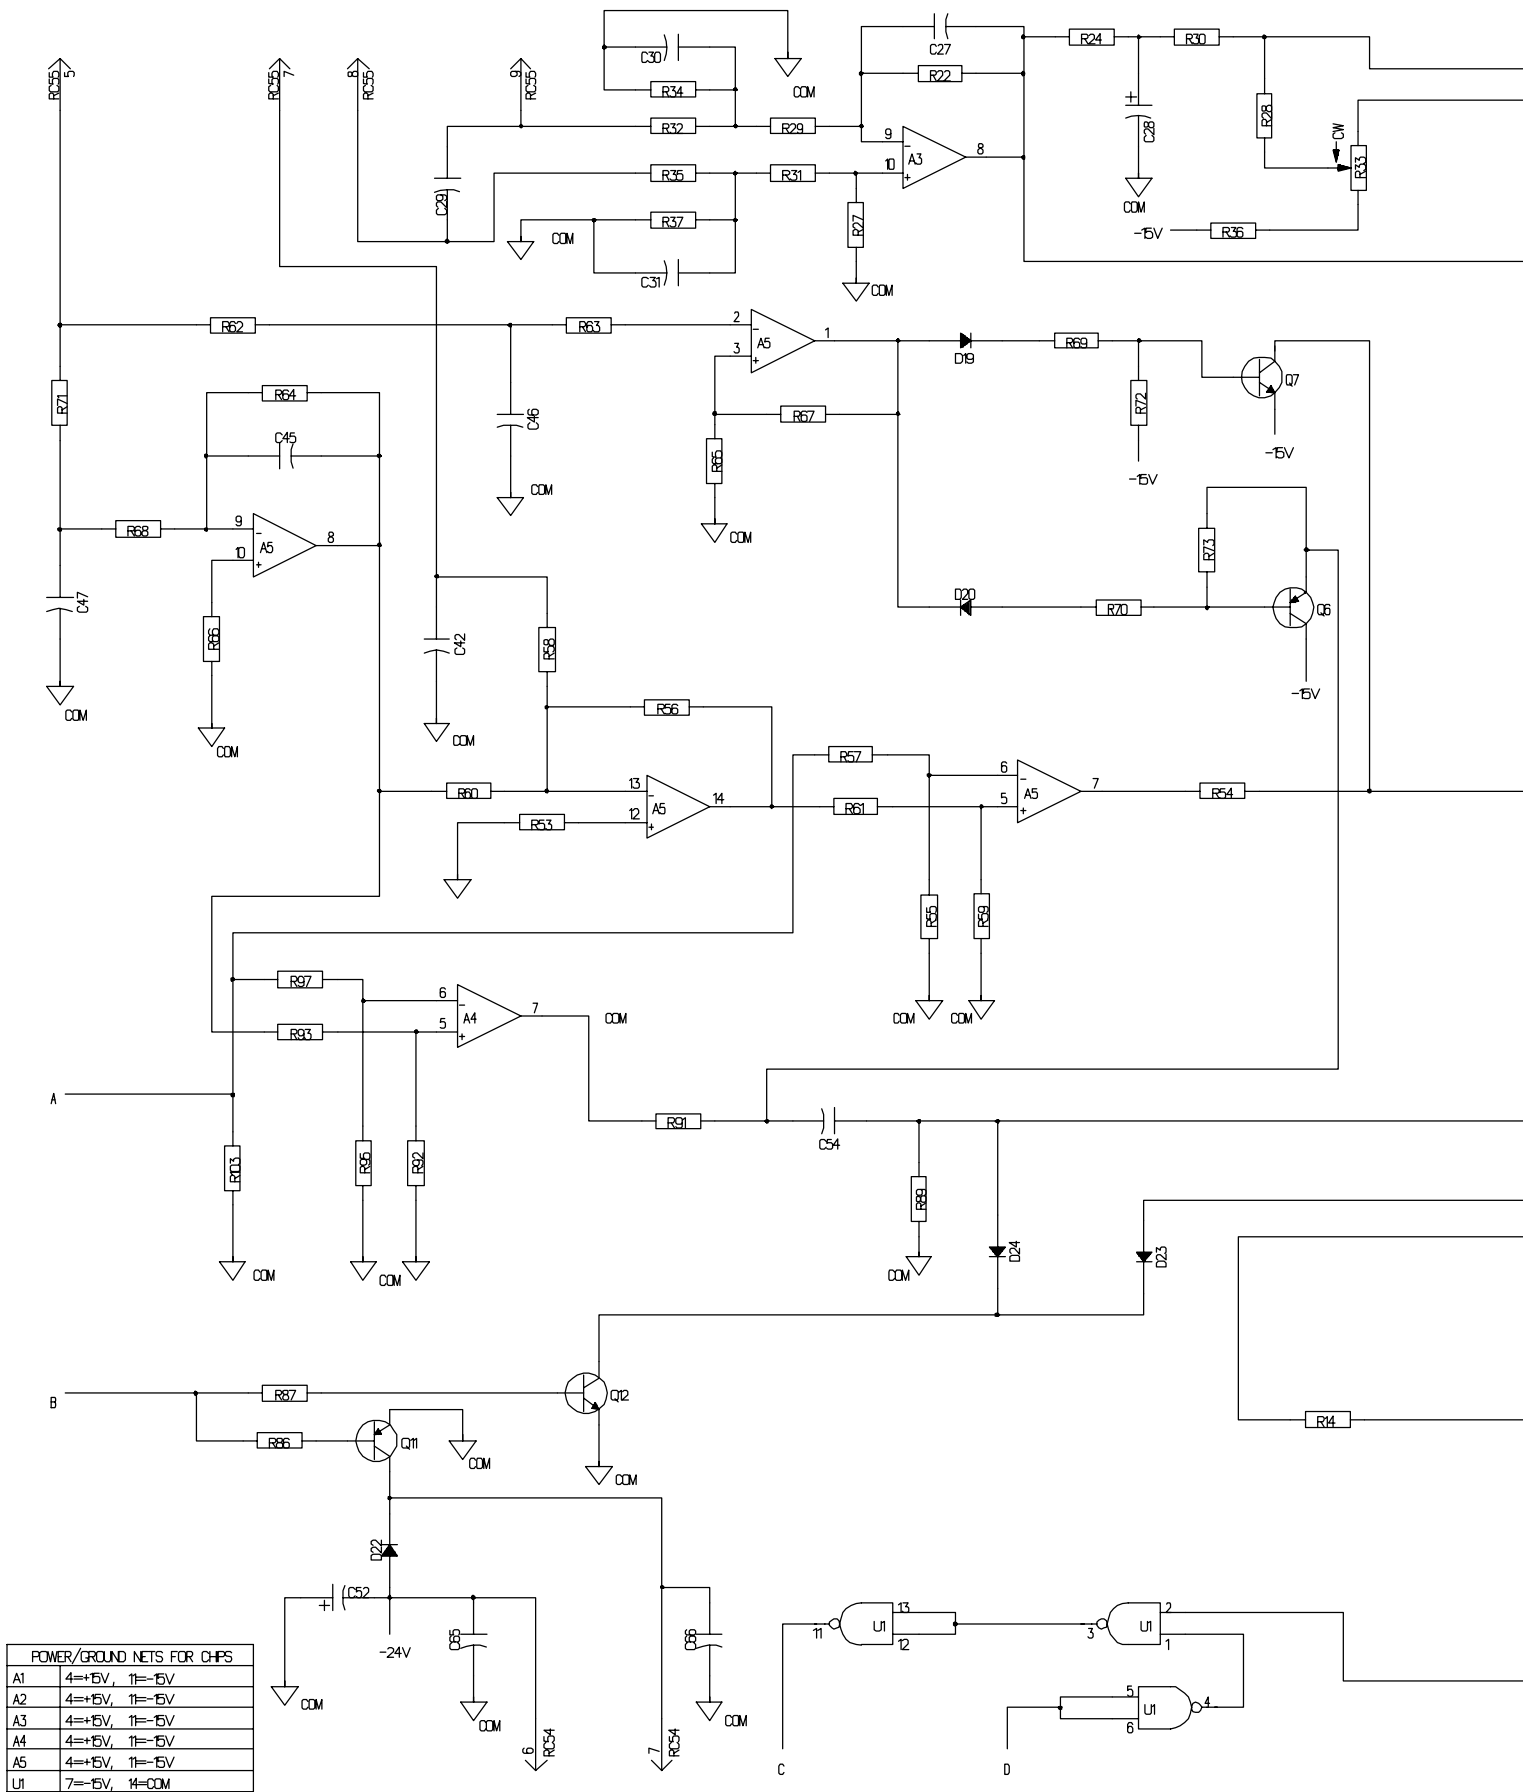 C30
C27
R24
R30
RC55 5
RC55 7
8 RC55
9 RC55
R34
COM
R22
+
C28
R28
CW
R33
R32
R29
9
-
A3
8
10
+
C29
R35
R31
COM
R37
COM
R27
-15V
R36
C31
COM
R62
R63
2
-
A5
1
3
+
D19
R69
Q7
R71
R64
C46
R67
R72
C45
R65
-15V
-15V
COM
R68
9
-
A5
8
10
+
COM
R73
C47
D20
R70
Q6
R66
C42
R58
-15V
COM
COM
COM
R56
R57
6
-
A5
7
5
+
R54
R60
13
-
A5
14
12
+
R61
R53
R55
R59
R97
6
-
A4
7
5
+
R93
COM
COM
COM
A
R91
C54
R103
R95
R92
R89
COM
COM
COM
D24
D23
B
R87
Q12
R86
Q11
COM
COM
R14
D22
+
C52
-24V
C65
C66
COM
COM
COM
6 RC54
7 RC54
11
U1
13
12
3
U1
2
1
5
6
U1
4
C
D
POWER/GROUND NETS FOR CHIPS
A1 4=+15V, 11=-15V
A2 4=+15V, 11=-15V
A3 4=+15V, 11=-15V
A4 4=+15V, 11=-15V
A5 4=+15V, 11=-15V
U1 7=-15V, 14=COM